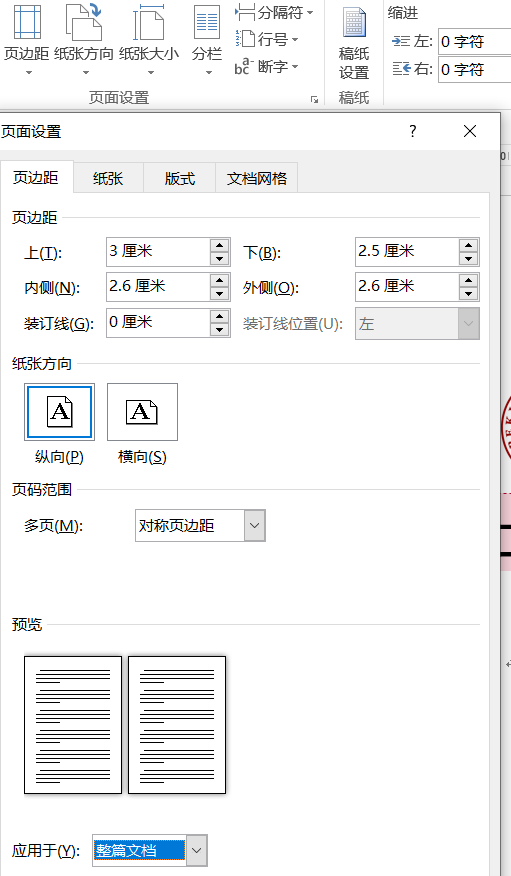 分隔符
缩进
行号
左: 0 字符
页边距 纸张方向 纸张大小 分栏
稿纸
设置
断字
右: 0 字符
页面设置
稿纸
页面设置
?
页边距 纸张 版式 文档网格
页边距
上(T): 3 厘米 下(B): 2.5 厘米
内侧(N): 2.6 厘米 外侧(O): 2.6 厘米
装订线(G): 0 厘米 装订线位置(U): 左
纸张方向
A A
纵向(P) 横向(S)
页码范围
多页(M): 对称页边距
预览
应用于(Y): 整篇文档